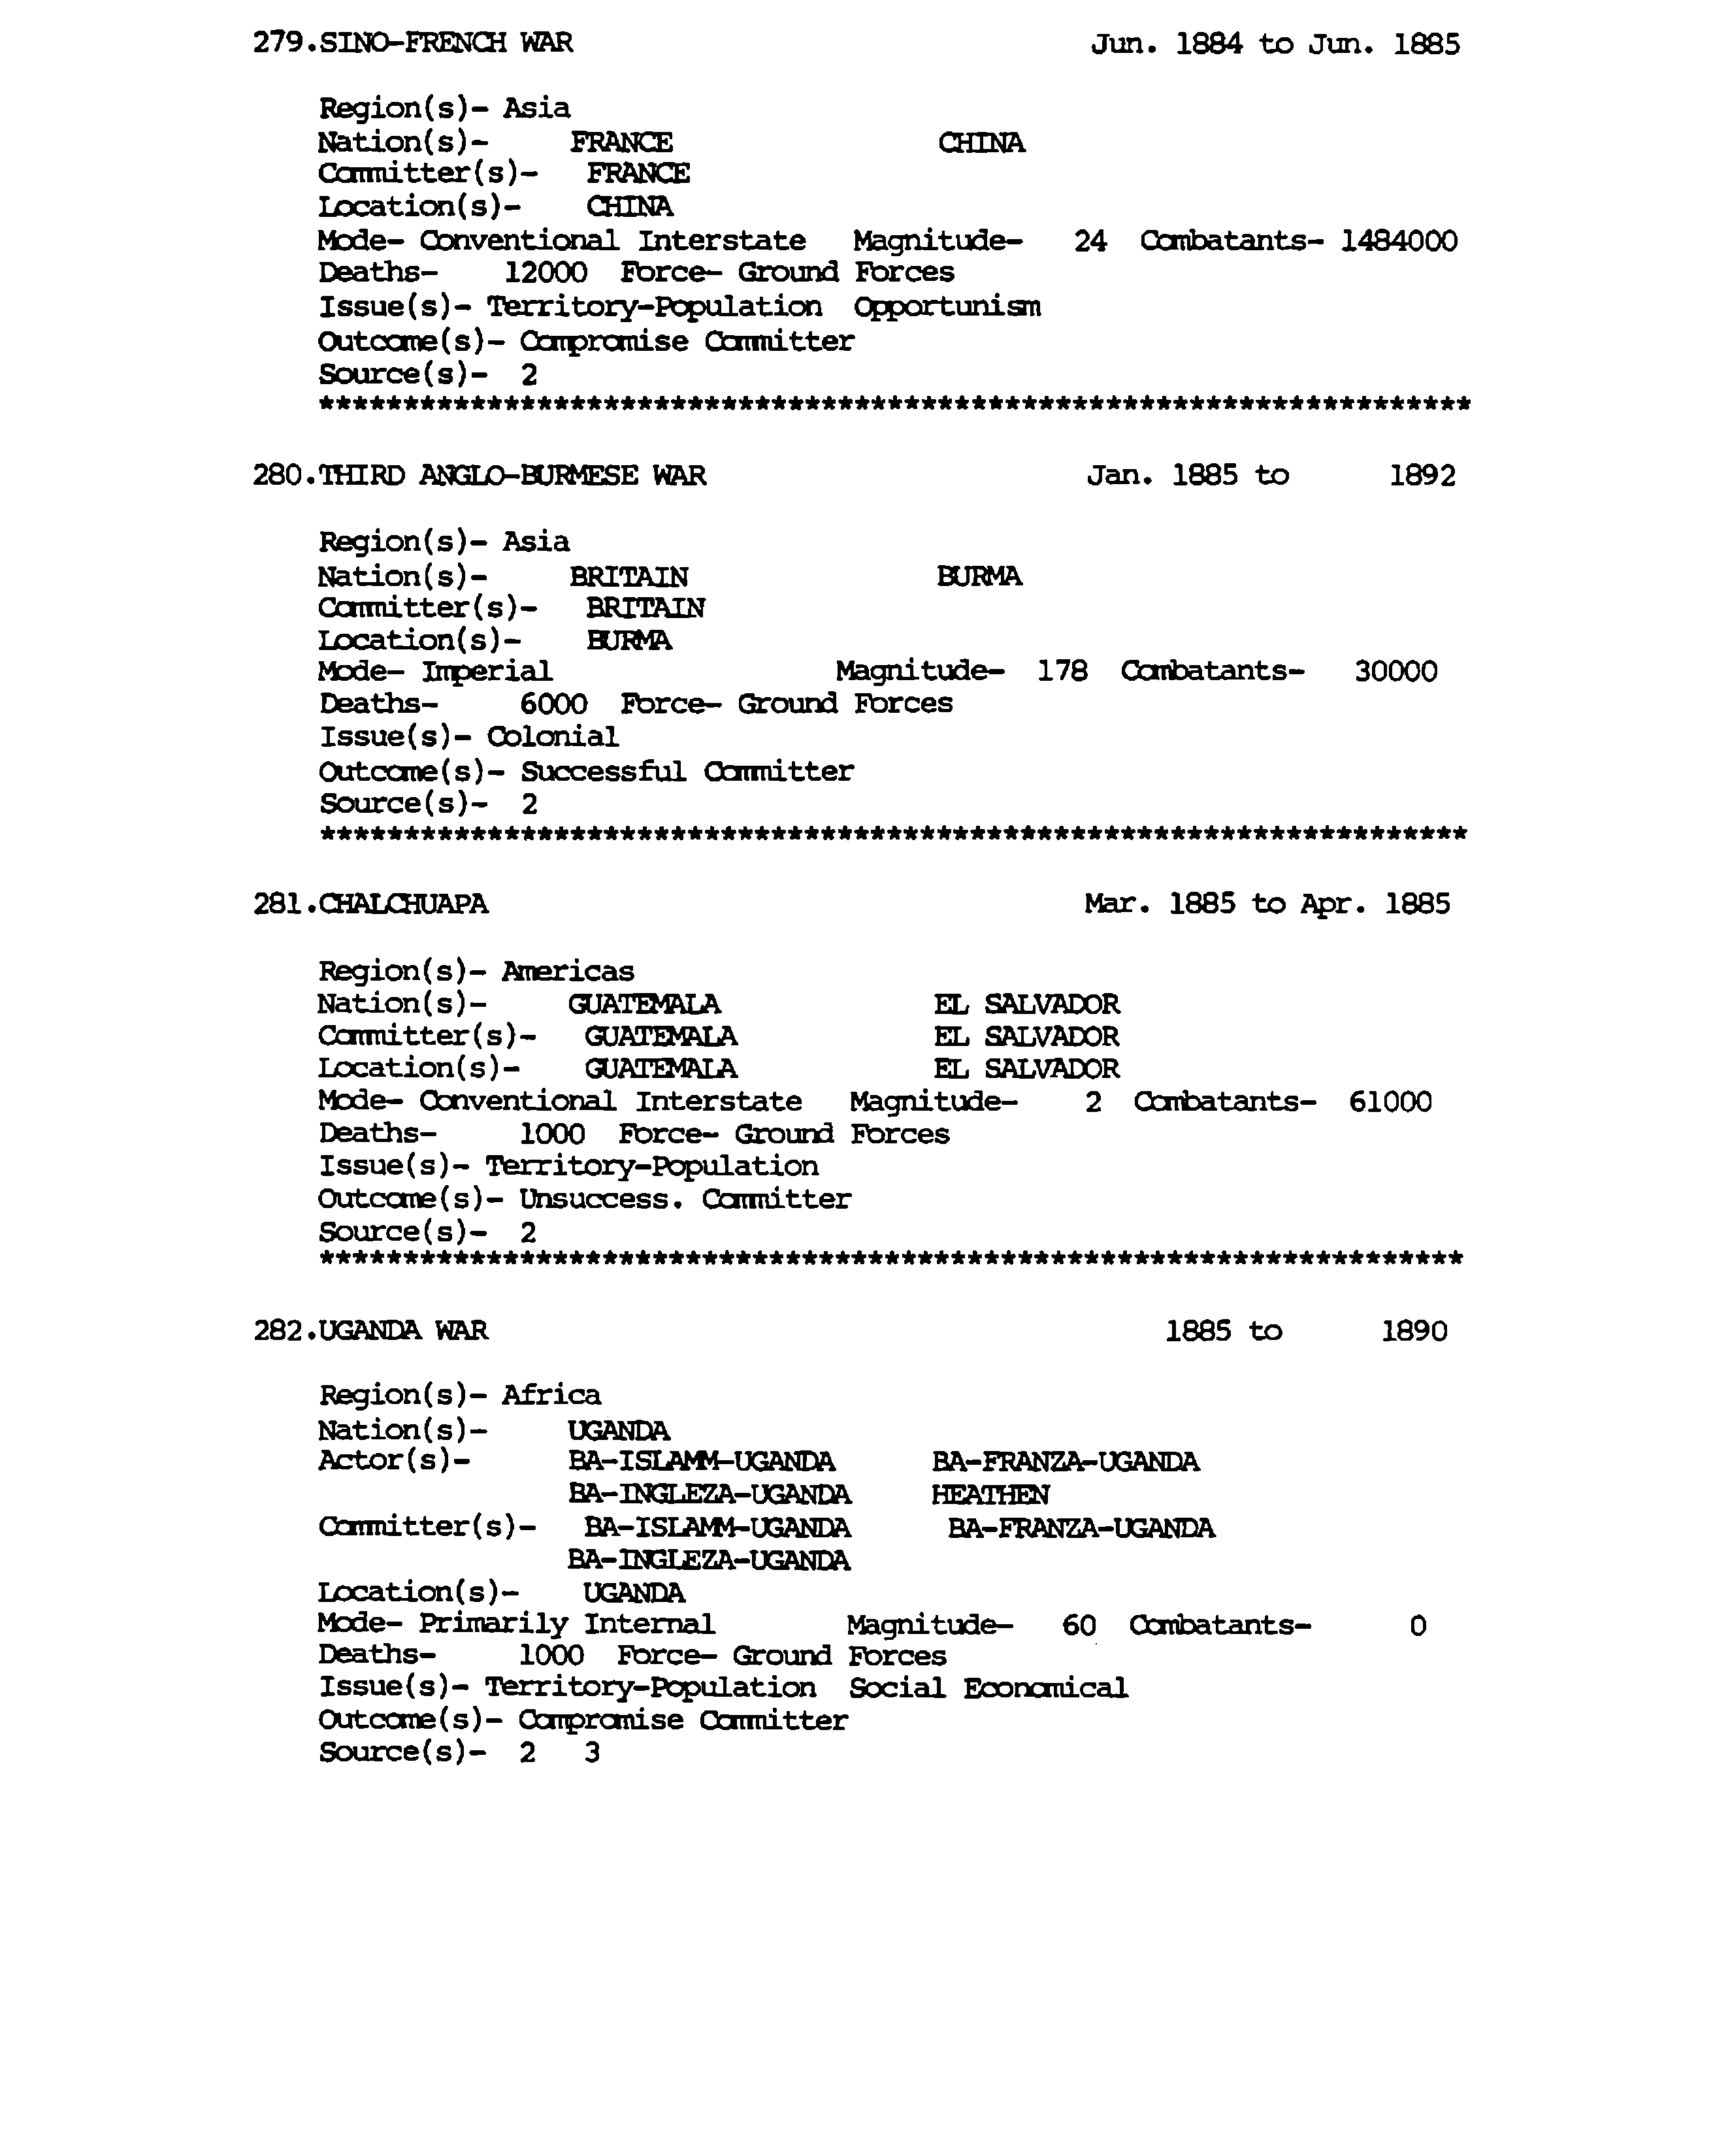 279.SINO-FRENCH WAR Jun. 1884 to Jun. 1885
Region(s)- Asia
Nation(s)- FRANCE CHINA
Committer(s)- FRANCE
Location(s)- CHINA
Mode- Conventional Interstate Magnitude- 24 Combatants- 1484000
Deaths- 12000 Force- Ground Forces
Issue(s)- Territory-Population Opportunism
Outcome(s)- Compromise Committer
Source(s)- 2
*********************************************************************
280.THIRD ANGLO-BURMESE WAR Jan. 1885 to 1892
Region(s)- Asia
Nation(s)- BRITAIN BURMA
Committer(s)- BRITAIN
Location(s)- BURMA
Mode- Imperial Magnitude- 178 Combatants- 30000
Deaths- 6000 Force- Ground Forces
Issue(s)- Colonial
Outcome(s)- Successful Committer
Source(s)- 2
*********************************************************************
281.CHALCHUAPA Mar. 1885 to Apr. 1885
Region(s)- Americas
Nation(s)- GUATEMALA EL SALVADOR
Committer(s)- GUATEMALA EL SALVADOR
Location(s)- GUATEMALA EL SALVADOR
Mode- Conventional Interstate Magnitude- 2 Combatants- 61000
Deaths- 1000 Force- Ground Forces
Issue(s)- Territory-Population
Outcome(s)- Unsuccess. Committer
Source(s)- 2
*********************************************************************
282.UGANDA WAR 1885 to 1890
Region(s)- Africa
Nation(s)- UGANDA
Actor(s)- BA-ISLAMM-UGANDA BA-FRANZA-UGANDA
BA-INGLEZA-UGANDA HEATHEN
Committer(s)- BA-ISLAMM-UGANDA BA-FRANZA-UGANDA
BA-INGLEZA-UGANDA
Location(s)- UGANDA
Mode- Primarily Internal Magnitude- 60 Combatants- 0
Deaths- 1000 Force- Ground Forces
Issue(s)- Territory-Population Social Economical
Outcome(s)- Compromise Committer
Source(s)- 2 3